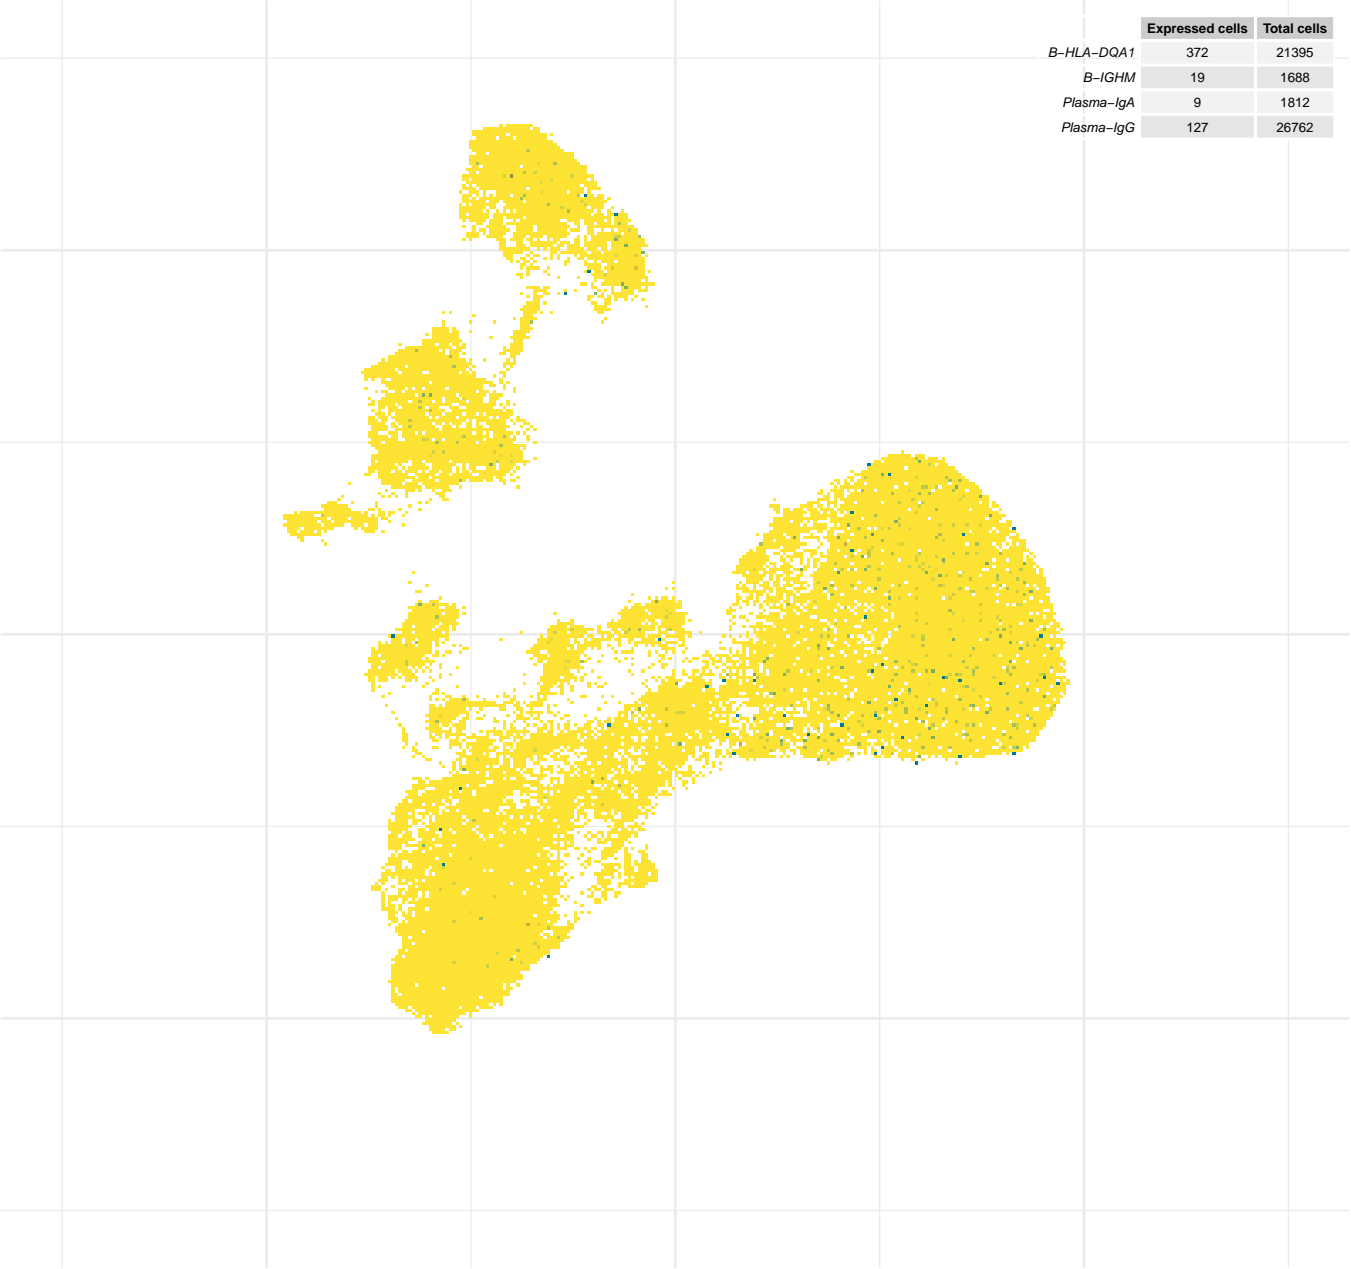 Expressed cells Total cells
B−HLA−DQA1 372 21395
B−IGHM 19 1688
Plasma−IgA 9 1812
Plasma−IgG 127 26762